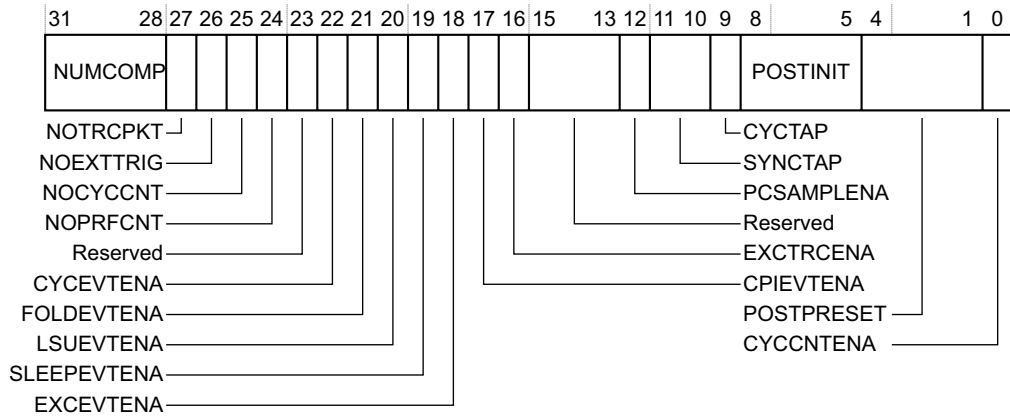 31 28 27 26 25 24 23 22 21 20 19 18 17 16 15 13 12 11 10 9 8 5 4 1 0
NUMCOMP POSTINIT
NOTRCPKT CYCTAP
NOEXTTRIG SYNCTAP
NOCYCCNT PCSAMPLENA
NOPRFCNT Reserved
Reserved EXCTRCENA
CYCEVTENA CPIEVTENA
FOLDEVTENA POSTPRESET
LSUEVTENA CYCCNTENA
SLEEPEVTENA
EXCEVTENA